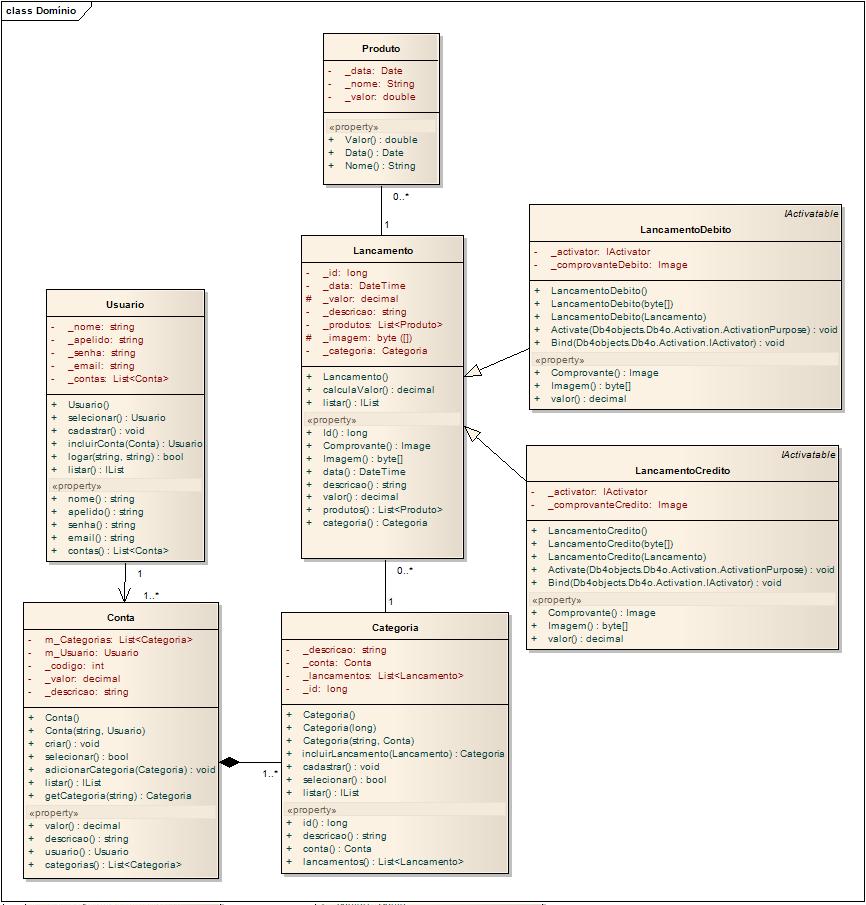 class Domínio
Produto
- _data: Date
- _nome: String
- _valor: double
«property»
+ Valor() : double
+ Data() : Date
+ Nome() : String
0..*
1
Lancamento
- _id: long
- _data: DateTime
# _valor: decimal
- _descricao: string
- _produtos: List<Produto>
# _imagem: byte ([])
- _categoria: Categoria
+ Lancamento()
+ calculaValor() : decimal
+ listar() : IList
«property»
+ Id() : long
+ Comprovante() : Image
+ Imagem() : byte[]
+ data() : DateTime
+ descricao() : string
+ valor() : decimal
+ produtos() : List<Produto>
+ categoria() : Categoria
IActivatable
LancamentoDebito
- _activator: IActivator
- _comprovanteDebito: Image
+ LancamentoDebito()
+ LancamentoDebito(byte[])
+ LancamentoDebito(Lancamento)
+ Activate(Db4objects.Db4o.Activation.ActivationPurpose) : void
+ Bind(Db4objects.Db4o.Activation.IActivator) : void
«property»
+ Comprovante() : Image
+ Imagem() : byte[]
+ valor() : decimal
IActivatable
LancamentoCredito
- _activator: IActivator
- _comprovanteCredito: Image
+ LancamentoCredito()
+ LancamentoCredito(byte[])
+ LancamentoCredito(Lancamento)
+ Activate(Db4objects.Db4o.Activation.ActivationPurpose) : void
+ Bind(Db4objects.Db4o.Activation.IActivator) : void
«property»
+ Comprovante() : Image
+ Imagem() : byte[]
+ valor() : decimal
Usuario
- _nome: string
- _apelido: string
- _senha: string
- _email: string
- _contas: List<Conta>
+ Usuario()
+ selecionar() : Usuario
+ cadastrar() : void
+ incluirConta(Conta) : Usuario
+ logar(string, string) : bool
+ listar() : IList
«property»
+ nome() : string
+ apelido() : string
+ senha() : string
+ email() : string
+ contas() : List<Conta>
1
1..*
0..*
1
Conta
- m_Categorias: List<Categoria>
- m_Usuario: Usuario
- _codigo: int
- _valor: decimal
- _descricao: string
+ Conta()
+ Conta(string, Usuario)
+ criar() : void
+ selecionar() : bool
+ adicionarCategoria(Categoria) : void
+ listar() : IList
+ getCategoria(string) : Categoria
«property»
+ valor() : decimal
+ descricao() : string
+ usuario() : Usuario
+ categorias() : List<Categoria>
1..*
Categoria
- _descricao: string
- _conta: Conta
- _lancamentos: List<Lancamento>
- _id: long
+ Categoria()
+ Categoria(long)
+ Categoria(string, Conta)
+ incluirLancamento(Lancamento) : Categoria
+ cadastrar() : void
+ selecionar() : bool
+ listar() : IList
«property»
+ id() : long
+ descricao() : string
+ conta() : Conta
+ lancamentos() : List<Lancamento>